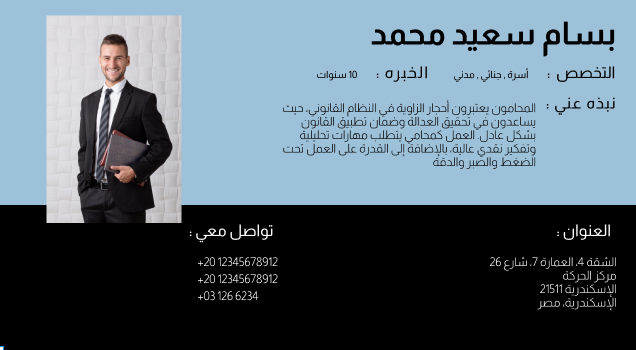 بسام سعيد محمد
التخصص : أسرة , جنائي , مدني الخبره : 10 سنوات
نبذه عني : المحامون يعتبرون أحجار الزاوية في النظام القانوني، حيث
يساعدون في تحقيق العدالة وضمان تطبيق القانون
بشكل عادل. العمل كمحامي يتطلب مهارات تحليلية
وتفكير نقدي عالية، بالإضافة إلى القدرة على العمل تحت
الضغط والصبر والدقة
العنوان :
الشقة 4، العمارة 7، شارع 26
مركز الحركة
الإسكندرية 21511
الإسكندرية، مصر
تواصل معي :
+20 12345678912
+20 12345678912
+03 126 6234